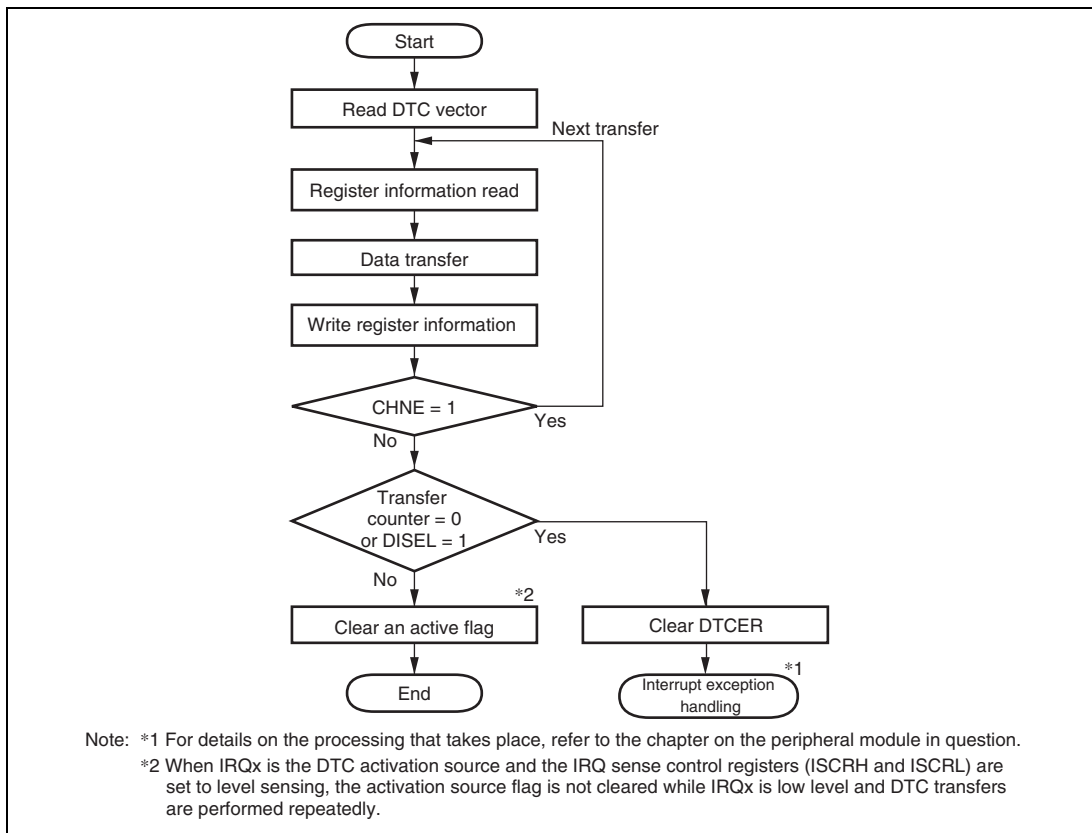 Start
Read DTC vector
Next transfer
Register information read
Data transfer
Write register information
CHNE = 1
Yes
No
Transfer
counter = 0
or DISEL = 1
Yes
No
*2
Clear an active flag
Clear DTCER
*1
End
Interrupt exception
handling
Note: *1 For details on the processing that takes place, refer to the chapter on the peripheral module in question.
*2 When IRQx is the DTC activation source and the IRQ sense control registers (ISCRH and ISCRL) are
set to level sensing, the activation source flag is not cleared while IRQx is low level and DTC transfers
are performed repeatedly.